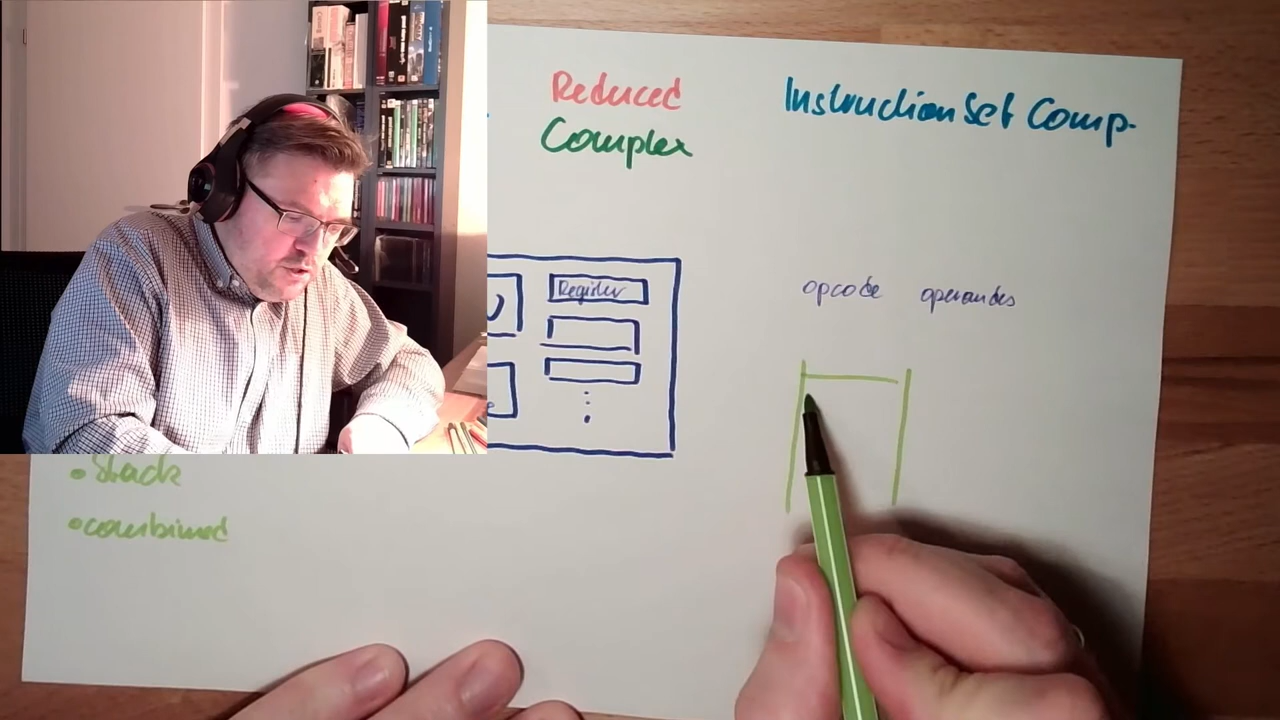 Reduced
Complex
Instruction Set Comp.
Register
opcode operandes
• Stack
• combined